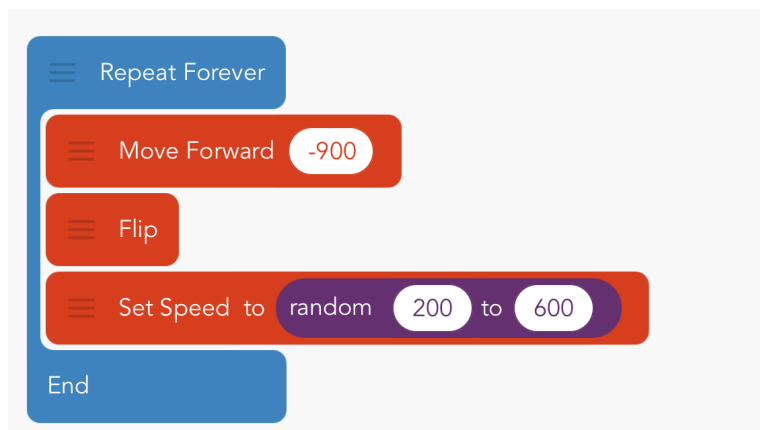 Repeat Forever
Move Forward -900
Flip
Set Speed to random 200 to 600
End